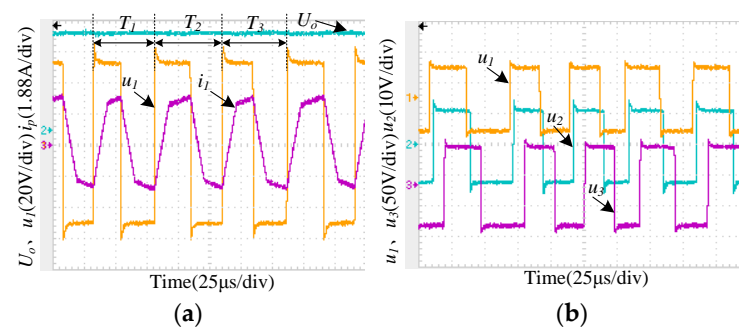 U₀、 u₁(20V/div) iₚ(1.88A/div)
Uₒ
T₁ T₂ T₃
u₁ i₁
2
3
Time(25μs/div)
(a)
u₁、 u₃(50V/div) u₂(10V/div)
u₁
u₂
u₃
1
2
3
Time(25μs/div)
(b)